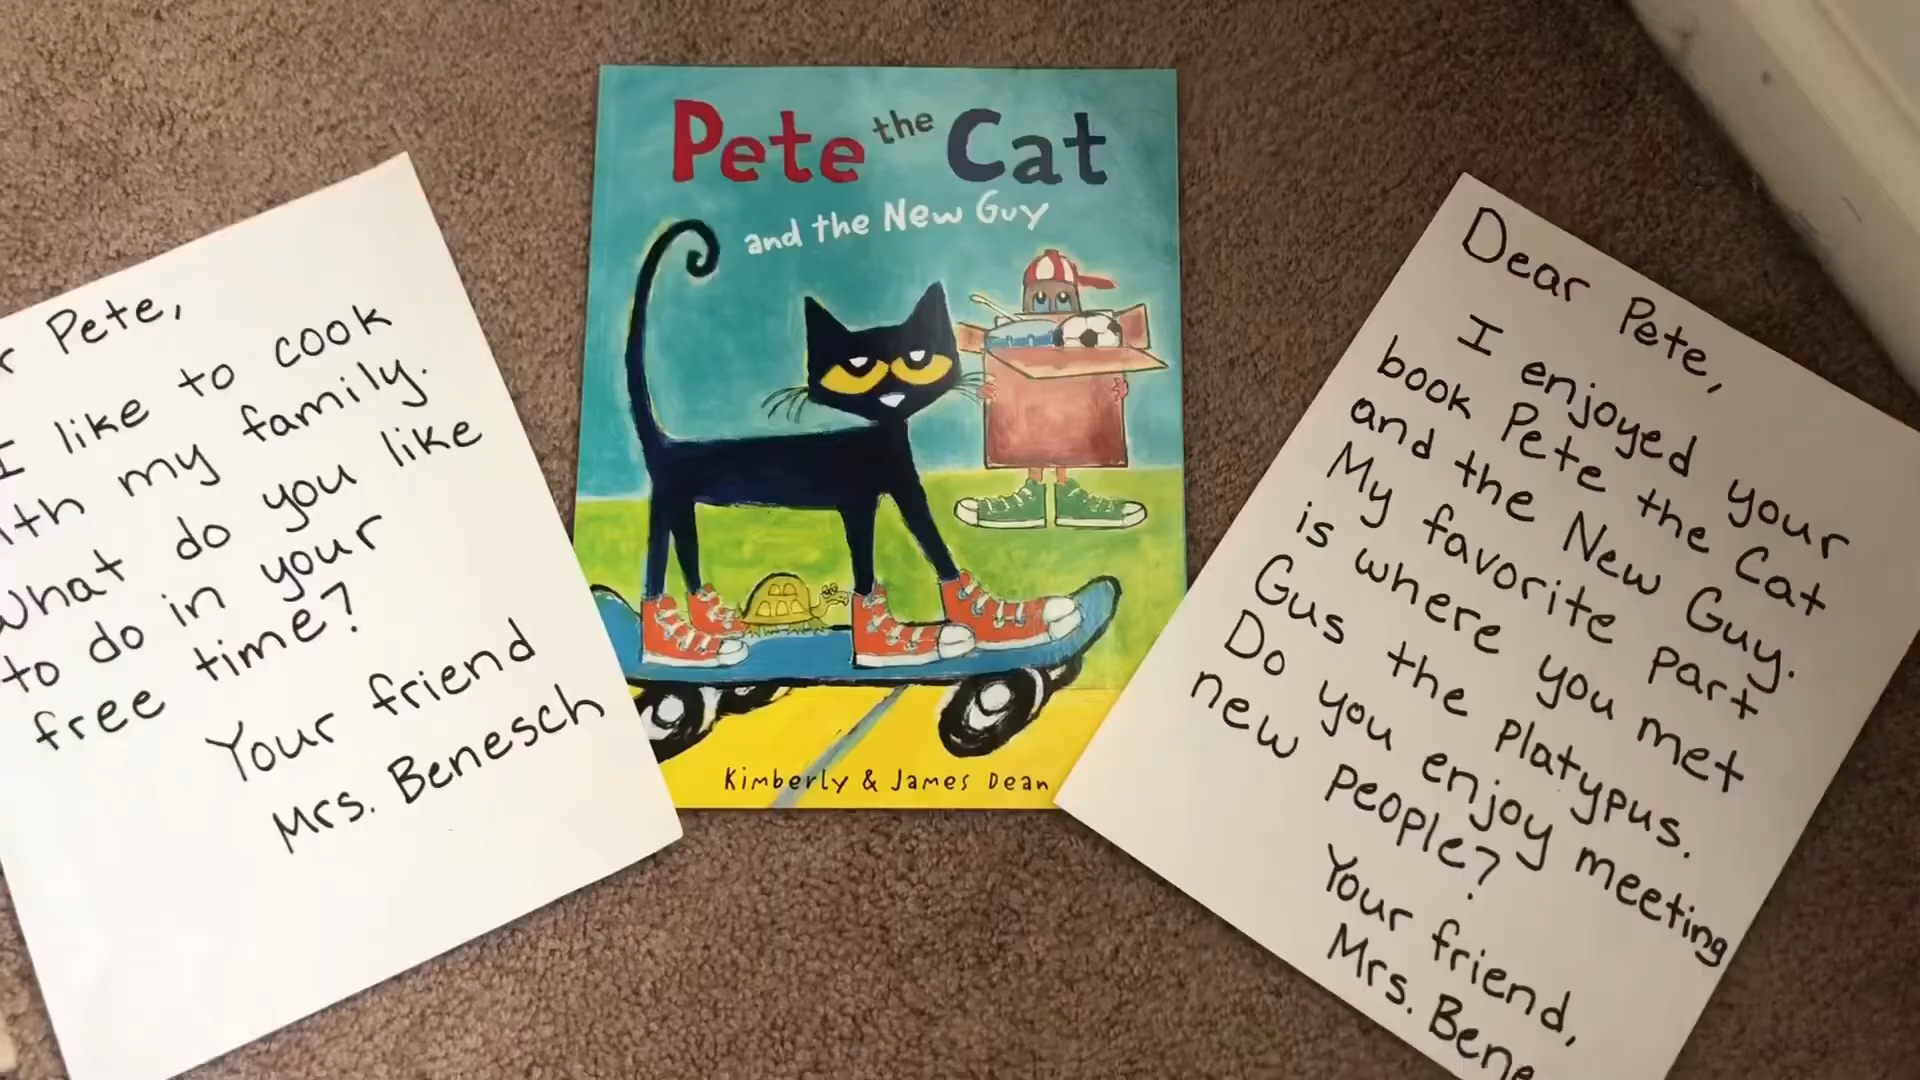 r Pete,
I like to cook
ith my family.
What do you like
to do in your
free time?
Your friend
Mrs. Benesch
Pete the Cat
and the New Guy
Kimberly & James Dean
Dear Pete,
I enjoyed your
book Pete the Cat
and the New Guy.
My favorite part
is where you met
Gus the Platypus.
Do you enjoy meeting
new people?
Your friend,
Mrs. Bene